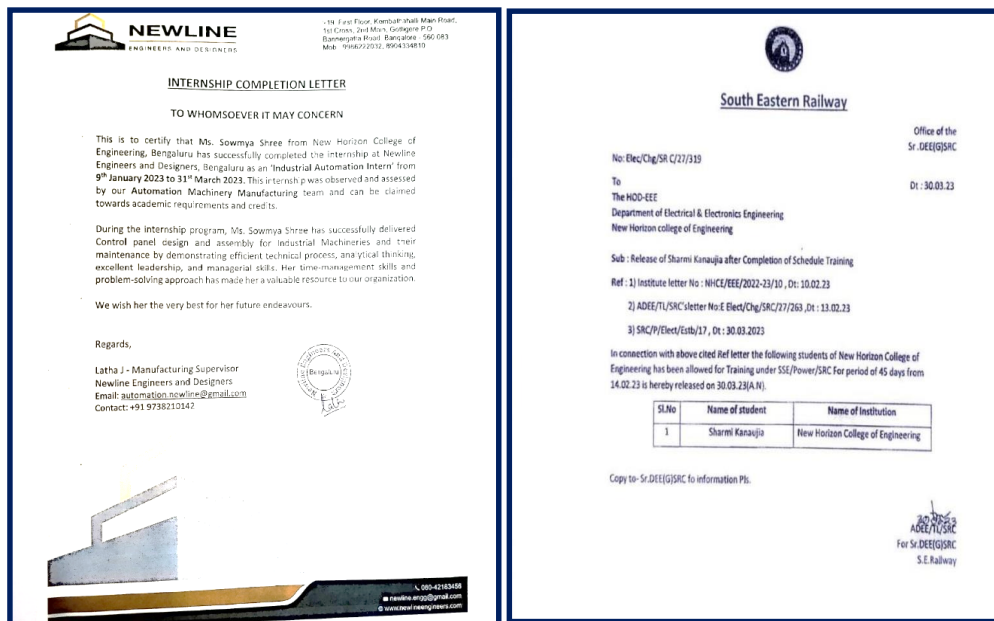 NEWLINE
ENGINEERS AND DESIGNERS
19, First Floor, Kembathahalli Main Road,
1st Cross, 2nd Main, Gottigere P.O
Bannergatta Road, Bangalore - 560 083
Mob : 9986222032, 8904334810
INTERNSHIP COMPLETION LETTER
TO WHOMSOEVER IT MAY CONCERN
This is to certify that Ms. Sowmya Shree from New Horizon College of
Engineering, Bengaluru has successfully completed the internship at Newline
Engineers and Designers, Bengaluru as an 'Industrial Automation Intern' from
9th January 2023 to 31st March 2023. This internship was observed and assessed
by our Automation Machinery Manufacturing team and can be claimed
towards academic requirements and credits.
During the internship program, Ms. Sowmya Shree has successfully delivered
Control panel design and assembly for Industrial Machineries and their
maintenance by demonstrating efficient technical process, analytical thinking,
excellent leadership, and managerial skills. Her time-management skills and
problem-solving approach has made her a valuable resource to our organization.
We wish her the very best for her future endeavours.
Regards,
Latha J - Manufacturing Supervisor
Newline Engineers and Designers
Email: automation.newline@gmail.com
Contact: +91 9738210142
Newline Engineers and Designers
Bengaluru
080-42163456
newline.engg@gmail.com
www.newlineengineers.com
South Eastern Railway
Office of the
Sr.DEE(G)SRC
No: Elec/Chg/SR C/27/319
To
Dt : 30.03.23
The HOD-EEE
Department of Electrical & Electronics Engineering
New Horizon college of Engineering
Sub : Release of Sharmi Kanaujia after Completion of Schedule Training
Ref : 1) Institute letter No : NHCE/EEE/2022-23/10 , Dt: 10.02.23
2) ADEE/TL/SRC'sletter No:E Elect/Chg/SRC/27/263 ,Dt : 13.02.23
3) SRC/P/Elect/Estb/17 , Dt : 30.03.2023
In connection with above cited Ref letter the following students of New Horizon College of
Engineering has been allowed for Training under SSE/Power/SRC For period of 45 days from
14.02.23 is hereby released on 30.03.23(A.N).
Sl.No Name of student Name of Institution
1 Sharmi Kanaujia New Horizon College of Engineering
Copy to- Sr.DEE(G)SRC fo information Pls.
ADEE/TL/SRC
For Sr.DEE(G)SRC
S.E.Railway